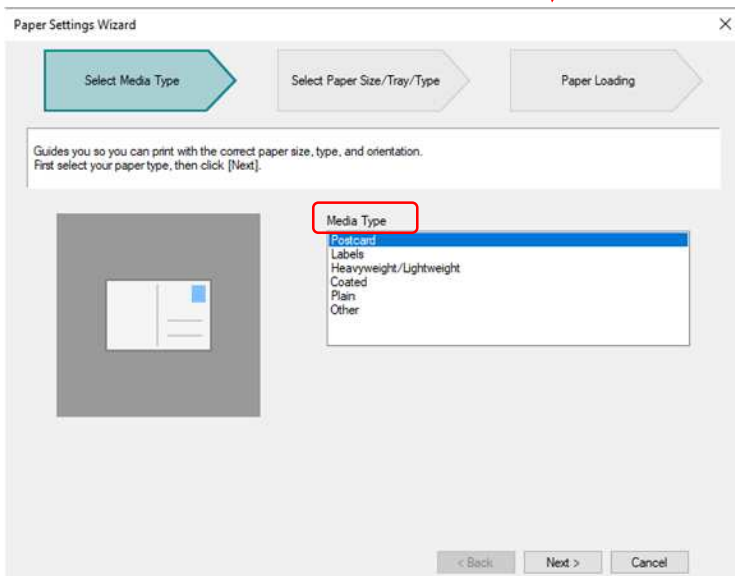 Paper Settings Wizard
Select Media Type
Select Paper Size/Tray/Type
Paper Loading
Guides you so you can print with the correct paper size, type, and orientation.
First select your paper type, then click [Next].
Media Type
Postcard
Labels
Heavyweight/Lightweight
Coated
Plain
Other
< Back
Next >
Cancel